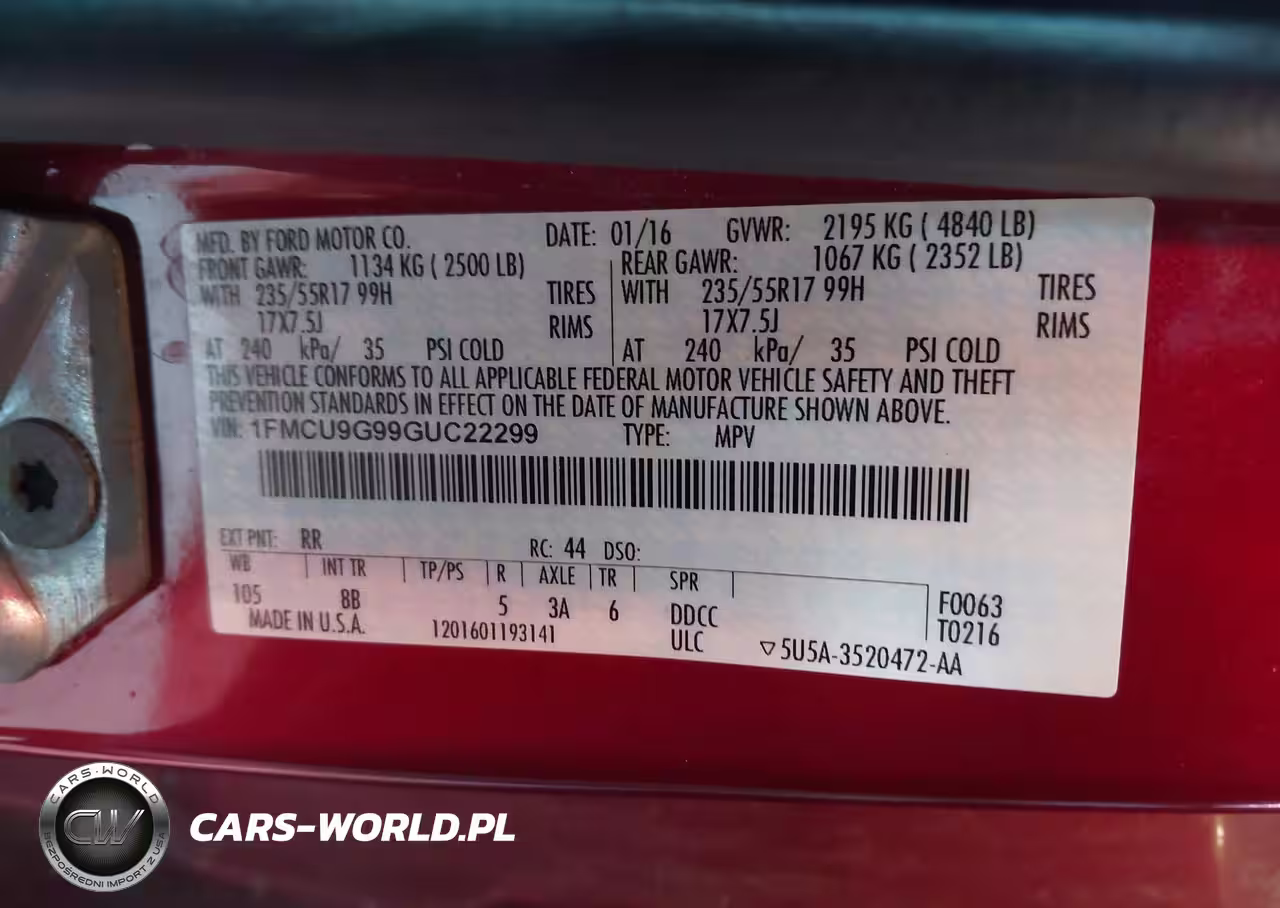 MFD. BY FORD MOTOR CO. DATE: 01/16 GVWR: 2195 KG ( 4840 LB)
FRONT GAWR: 1134 KG ( 2500 LB) REAR GAWR: 1067 KG ( 2352 LB)
WITH 235/55R17 99H TIRES WITH 235/55R17 99H TIRES
17X7.5J RIMS 17X7.5J RIMS
AT 240 kPa/ 35 PSI COLD AT 240 kPa/ 35 PSI COLD
THIS VEHICLE CONFORMS TO ALL APPLICABLE FEDERAL MOTOR VEHICLE SAFETY AND THEFT
PREVENTION STANDARDS IN EFFECT ON THE DATE OF MANUFACTURE SHOWN ABOVE.
VIN: 1FMCU9G99GUC22299 TYPE: MPV
EXT PNT: RR RC: 44 DSO:
WB INT TR TP/PS R AXLE TR SPR
105 8B 5 3A 6 DDCC F0063
MADE IN U.S.A. 1201601193141 ULC T0216
▽5U5A-3520472-AA
CARS-WORLD
CW
BEZPOŚREDNI IMPORT Z USA
CARS-WORLD.PL